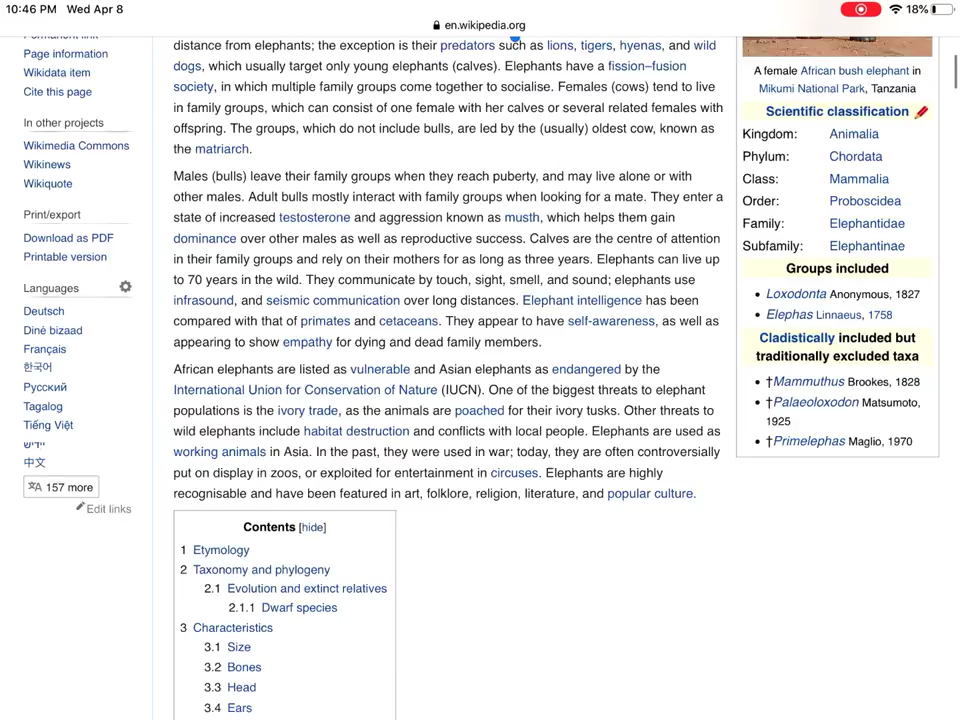 10:46 PM Wed Apr 8
18%
en.wikipedia.org
Page information
Wikidata item
Cite this page
In other projects
Wikimedia Commons
Wikinews
Wikiquote
Print/export
Download as PDF
Printable version
Languages
Deutsch
Diné bizaad
Français
한국어
Русский
Tagalog
Tiếng Việt
ייִדיש
中文
157 more
Edit links
distance from elephants; the exception is their predators such as lions, tigers, hyenas, and wild
dogs, which usually target only young elephants (calves). Elephants have a fission–fusion
society, in which multiple family groups come together to socialise. Females (cows) tend to live
in family groups, which can consist of one female with her calves or several related females with
offspring. The groups, which do not include bulls, are led by the (usually) oldest cow, known as
the matriarch.
Males (bulls) leave their family groups when they reach puberty, and may live alone or with
other males. Adult bulls mostly interact with family groups when looking for a mate. They enter a
state of increased testosterone and aggression known as musth, which helps them gain
dominance over other males as well as reproductive success. Calves are the centre of attention
in their family groups and rely on their mothers for as long as three years. Elephants can live up
to 70 years in the wild. They communicate by touch, sight, smell, and sound; elephants use
infrasound, and seismic communication over long distances. Elephant intelligence has been
compared with that of primates and cetaceans. They appear to have self-awareness, as well as
appearing to show empathy for dying and dead family members.
African elephants are listed as vulnerable and Asian elephants as endangered by the
International Union for Conservation of Nature (IUCN). One of the biggest threats to elephant
populations is the ivory trade, as the animals are poached for their ivory tusks. Other threats to
wild elephants include habitat destruction and conflicts with local people. Elephants are used as
working animals in Asia. In the past, they were used in war; today, they are often controversially
put on display in zoos, or exploited for entertainment in circuses. Elephants are highly
recognisable and have been featured in art, folklore, religion, literature, and popular culture.
Contents [hide]
1 Etymology
2 Taxonomy and phylogeny
2.1 Evolution and extinct relatives
2.1.1 Dwarf species
3 Characteristics
3.1 Size
3.2 Bones
3.3 Head
3.4 Ears
A female African bush elephant in
Mikumi National Park, Tanzania
Scientific classification
Kingdom: Animalia
Phylum: Chordata
Class: Mammalia
Order: Proboscidea
Family: Elephantidae
Subfamily: Elephantinae
Groups included
• Loxodonta Anonymous, 1827
• Elephas Linnaeus, 1758
Cladistically included but
traditionally excluded taxa
• †Mammuthus Brookes, 1828
• †Palaeoloxodon Matsumoto,
1925
• †Primelephas Maglio, 1970